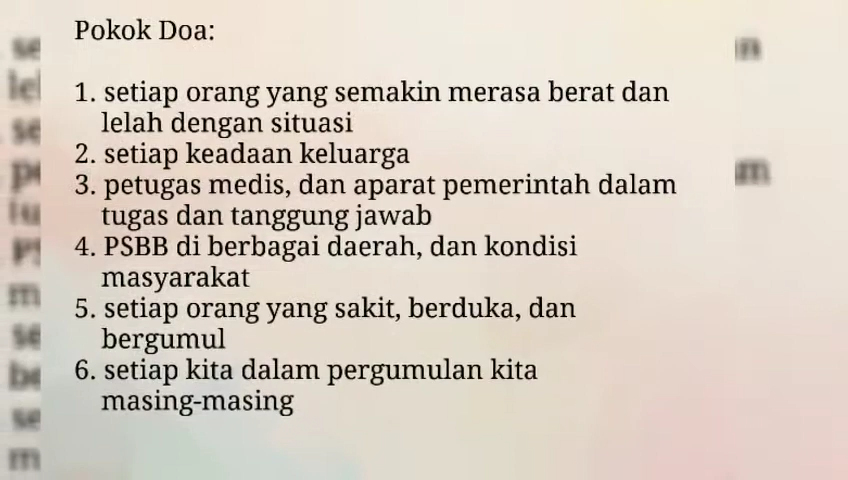 Pokok Doa:
1. setiap orang yang semakin merasa berat dan
lelah dengan situasi
2. setiap keadaan keluarga
3. petugas medis, dan aparat pemerintah dalam
tugas dan tanggung jawab
4. PSBB di berbagai daerah, dan kondisi
masyarakat
5. setiap orang yang sakit, berduka, dan
bergumul
6. setiap kita dalam pergumulan kita
masing-masing